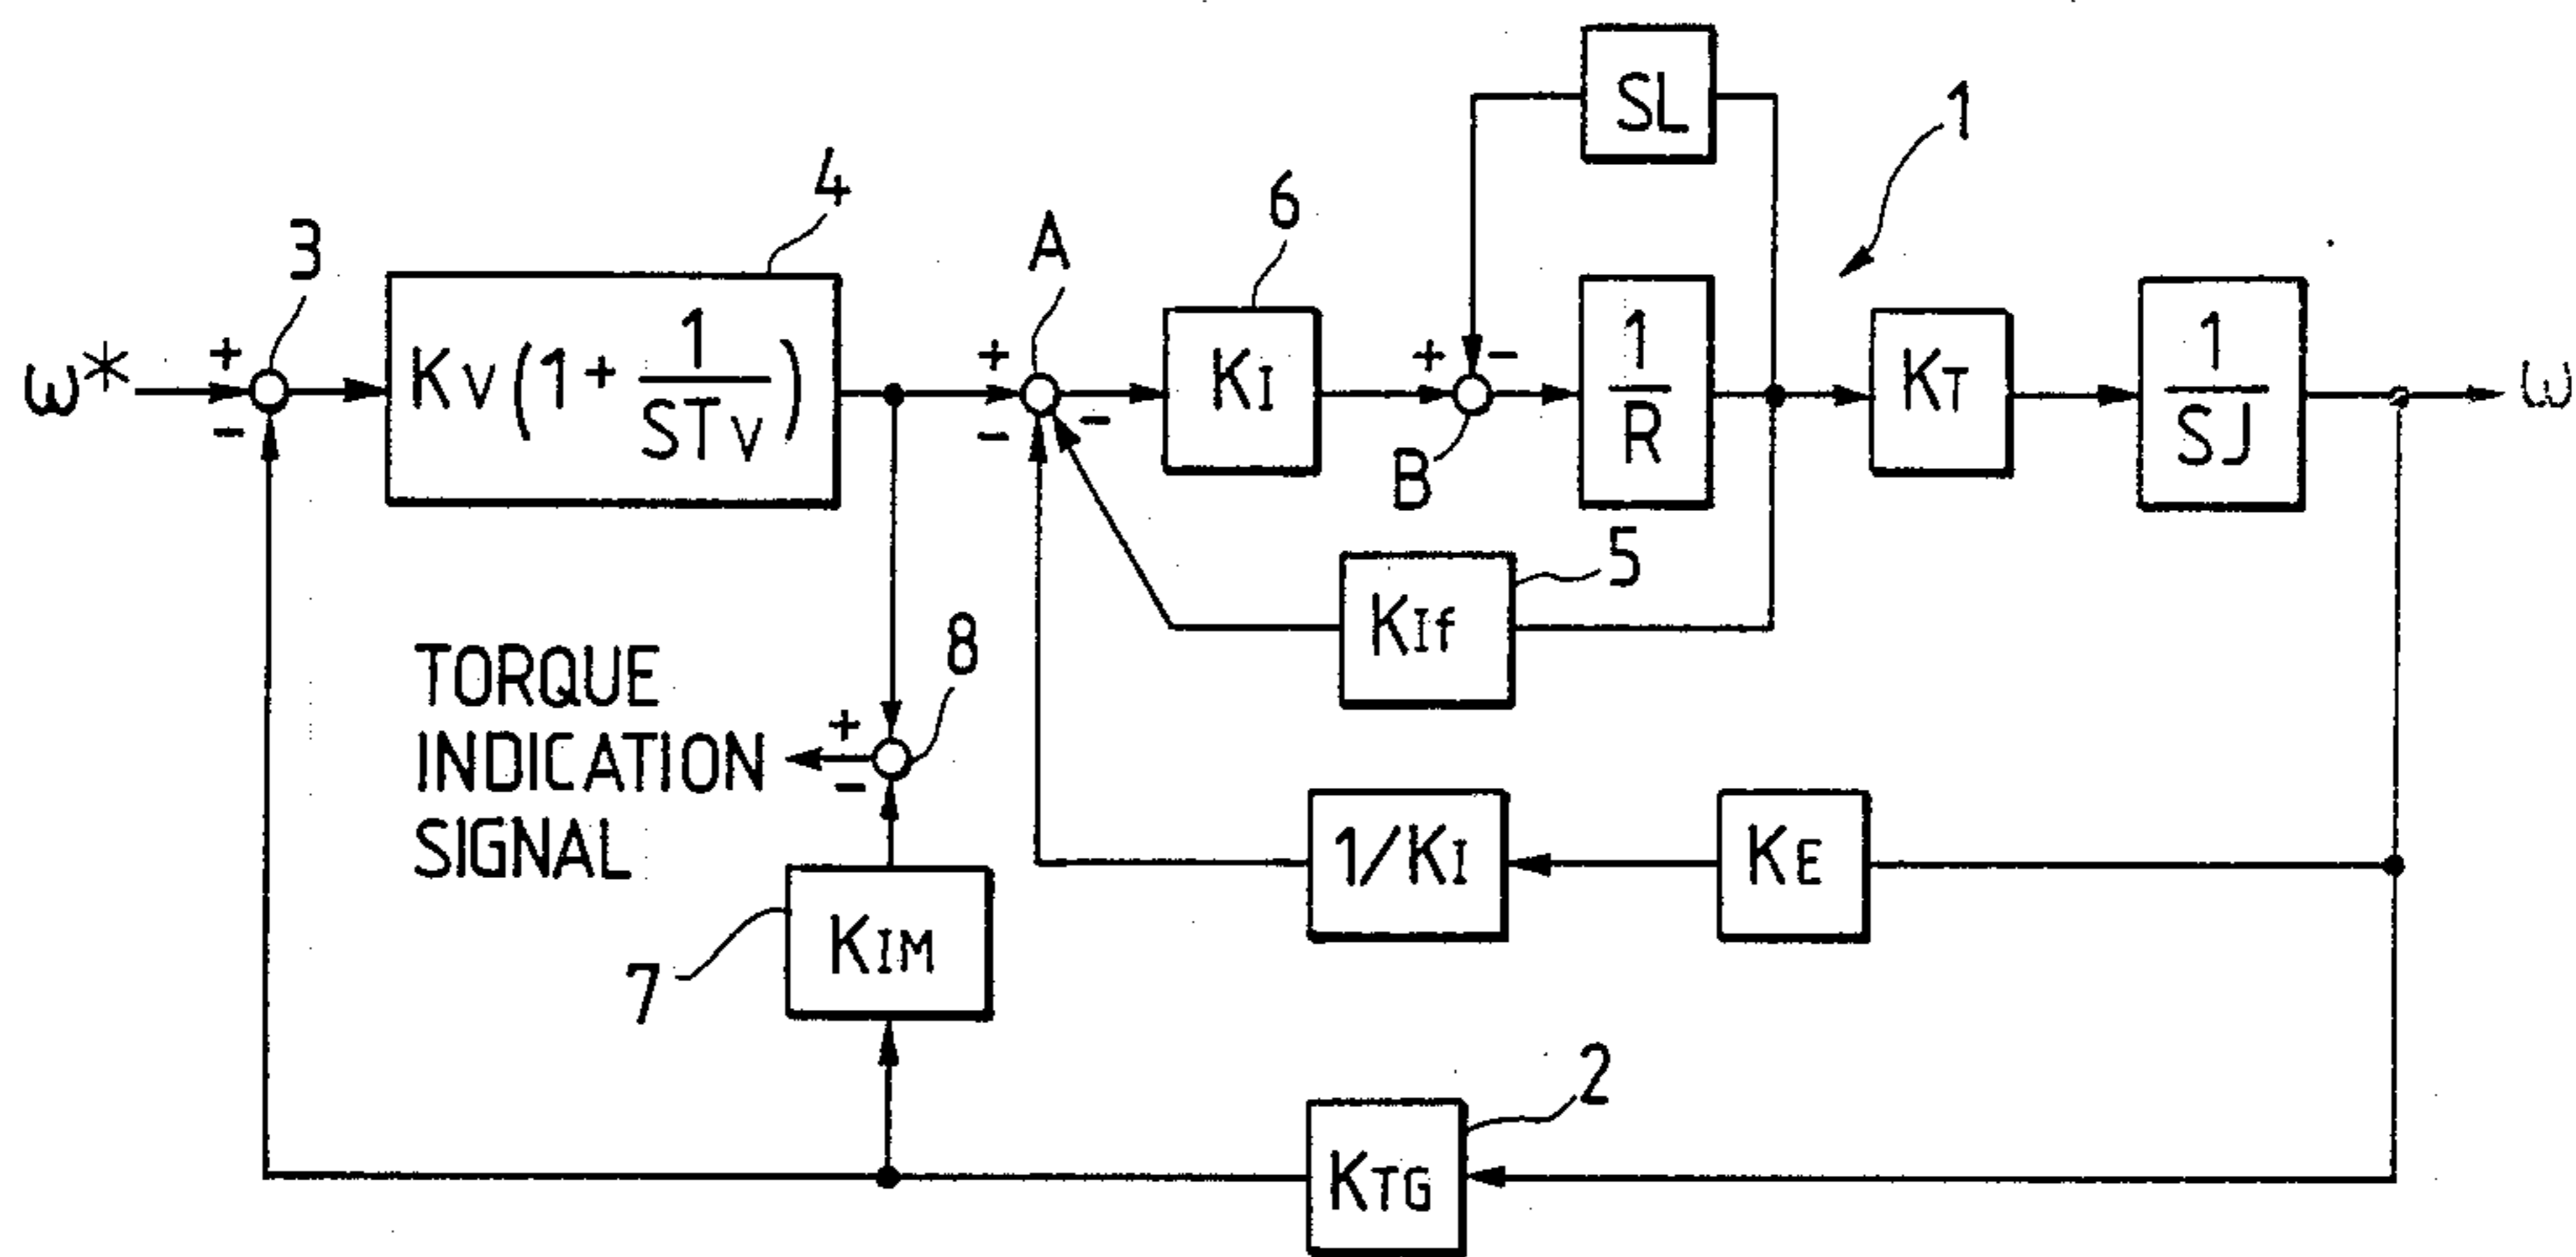 SL
1
4
6
3
A
ω*
+
-
Kv(1+ 1/STv)
+
-
-
KI
+
-
B
1/R
KT
1/SJ
ω
5
KIf
TORQUE
INDICATION
SIGNAL
8
+
-
1/KI
KE
7
KIM
2
KTG